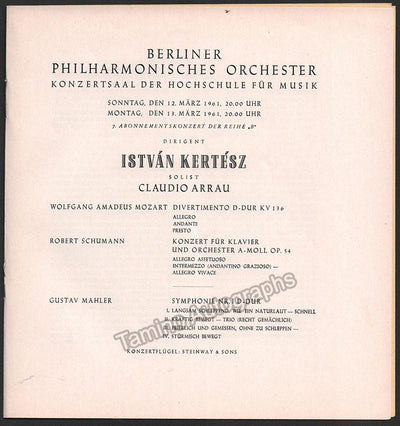 BERLINER
PHILHARMONISCHES ORCHESTER
KONZERTSAAL DER HOCHSCHULE FÜR MUSIK
SONNTAG, DEN 12. MÄRZ 1961, 20.00 UHR
MONTAG, DEN 13. MÄRZ 1961, 20.00 UHR
7. ABONNEMENTSKONZERT DER REIHE „B“
DIRIGENT
ISTVÁN KERTÉSZ
SOLIST
CLAUDIO ARRAU
WOLFGANG AMADEUS MOZART DIVERTIMENTO D-DUR KV 136
ALLEGRO
ANDANTE
PRESTO
ROBERT SCHUMANN KONZERT FÜR KLAVIER
UND ORCHESTER A-MOLL OP. 54
ALLEGRO AFFETUOSO
INTERMEZZO (ANDANTINO GRAZIOSO) —
ALLEGRO VIVACE
GUSTAV MAHLER SYMPHONIE NR. 1 D-DUR
I. LANGSAM SCHLEPPEND, WIE EIN NATURLAUT — SCHNELL
II. KRÄFTIG BEWEGT — TRIO (RECHT GEMÄCHLICH)
III. FEIERLICH UND GEMESSEN, OHNE ZU SCHLEPPEN —
IV. STÜRMISCH BEWEGT
KONZERTFLÜGEL: STEINWAY & SONS
Tamino Autographs